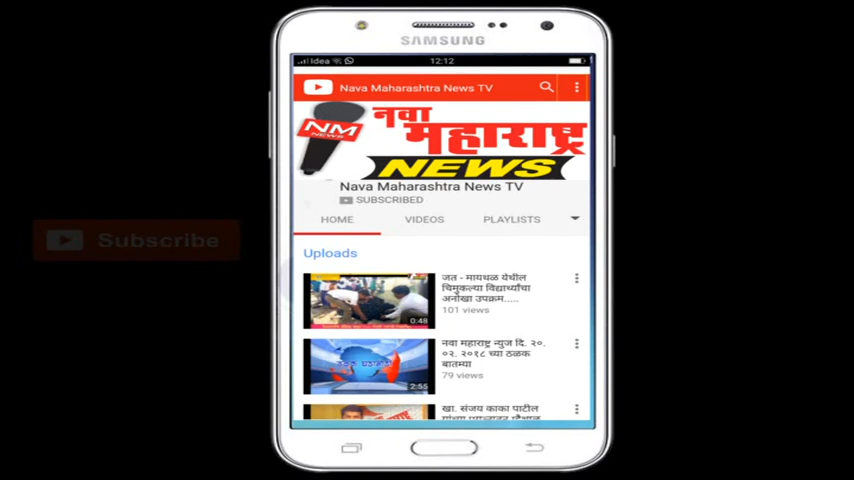 SAMSUNG
Idea
12:12
Nava Maharashtra News TV
NM
NEWS
नवा
महाराष्ट्र
NEWS
Nava Maharashtra News TV
SUBSCRIBED
HOME VIDEOS PLAYLISTS
Subscribe
Uploads
जत - मायथळ येथील
चिमुकल्या विद्यार्थ्यांचा
अनोखा उपक्रम.....
101 views
0:48
नवा महाराष्ट्र न्युज दि. २०.
०२. २०१८ च्या ठळक
बातम्या
79 views
2:55
खा. संजय काका पाटील